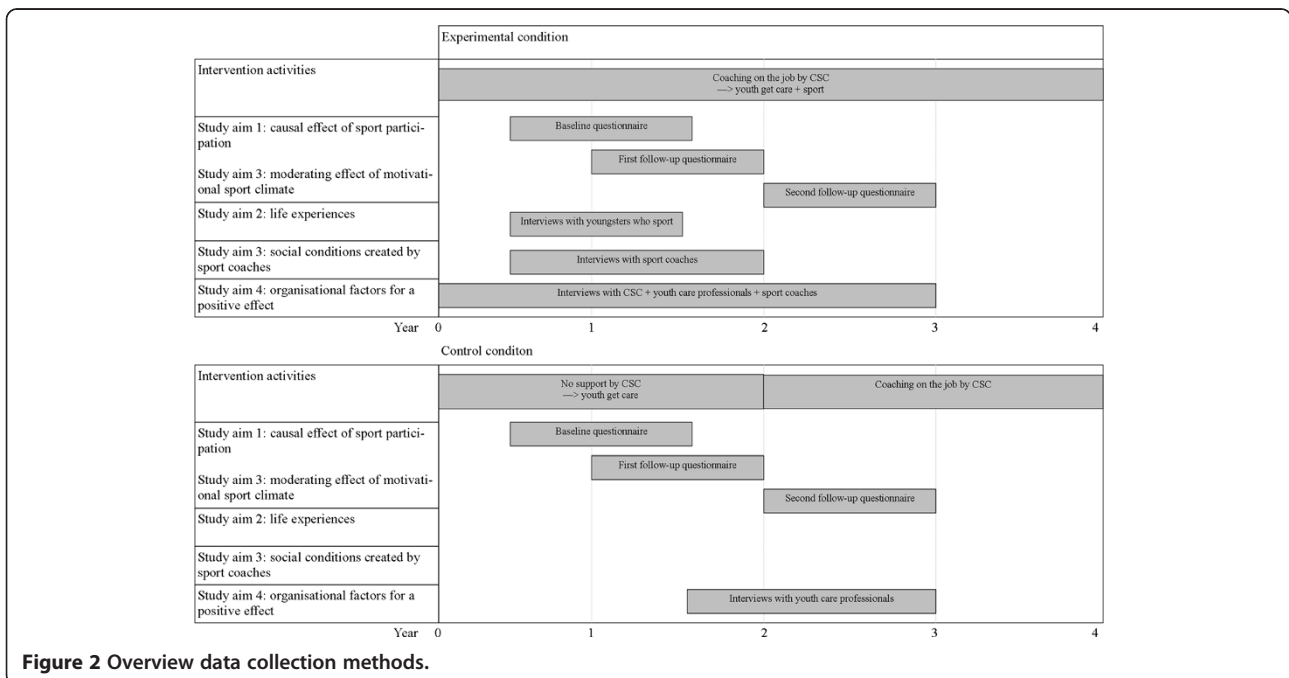 Experimental condition
Intervention activities
Coaching on the job by CSC
—> youth get care + sport
Study aim 1: causal effect of sport partici-
pation
Baseline questionnaire
First follow-up questionnaire
Study aim 3: moderating effect of motivati-
onal sport climate
Second follow-up questionnaire
Study aim 2: life experiences
Interviews with youngsters who sport
Study aim 3: social conditions created by
sport coaches
Interviews with sport coaches
Study aim 4: organisational factors for a
positive effect
Interviews with CSC + youth care professionals + sport coaches
Year 0 1 2 3 4
Control conditon
Intervention activities
No support by CSC
—> youth get care
Coaching on the job by CSC
Study aim 1: causal effect of sport partici-
pation
Baseline questionnaire
First follow-up questionnaire
Study aim 3: moderating effect of motivati-
onal sport climate
Second follow-up questionnaire
Study aim 2: life experiences
Study aim 3: social conditions created by
sport coaches
Study aim 4: organisational factors for a
positive effect
Interviews with youth care professionals
Year 0 1 2 3 4
Figure 2 Overview data collection methods.